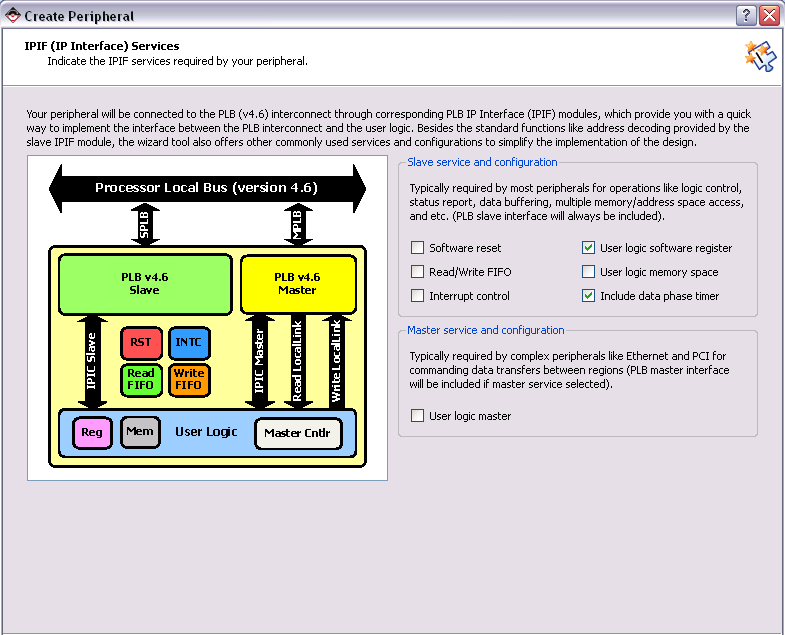 Create Peripheral
?
IPIF (IP Interface) Services
Indicate the IPIF services required by your peripheral.
Your peripheral will be connected to the PLB (v4.6) interconnect through corresponding PLB IP Interface (IPIF) modules, which provide you with a quick
way to implement the interface between the PLB interconnect and the user logic. Besides the standard functions like address decoding provided by the
slave IPIF module, the wizard tool also offers other commonly used services and configurations to simplify the implementation of the design.
Processor Local Bus (version 4.6)
SPLB
MPLB
PLB v4.6
Slave
PLB v4.6
Master
IPIC Slave
RST
INTC
Read
FIFO
Write
FIFO
IPIC Master
Read LocalLink
Write LocalLink
Reg
Mem
User Logic
Master Cntlr
Slave service and configuration
Typically required by most peripherals for operations like logic control,
status report, data buffering, multiple memory/address space access,
and etc. (PLB slave interface will always be included).
Software reset
User logic software register
Read/Write FIFO
User logic memory space
Interrupt control
Include data phase timer
Master service and configuration
Typically required by complex peripherals like Ethernet and PCI for
commanding data transfers between regions (PLB master interface
will be included if master service selected).
User logic master